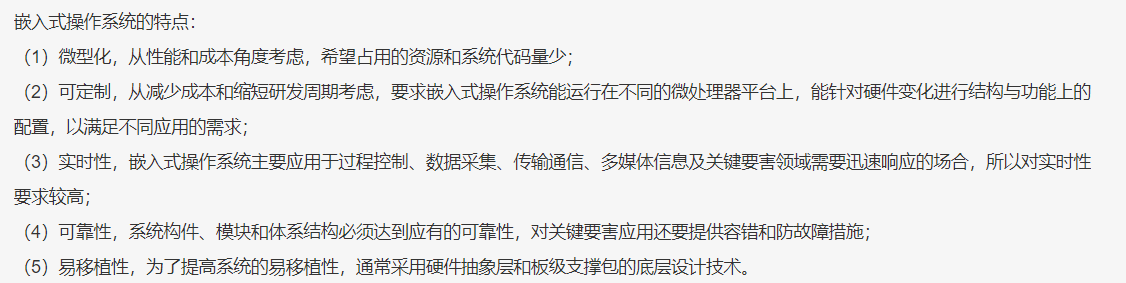 嵌入式操作系统的特点：
（1）微型化，从性能和成本角度考虑，希望占用的资源和系统代码量少；
（2）可定制，从减少成本和缩短研发周期考虑，要求嵌入式操作系统能运行在不同的微处理器平台上，能针对硬件变化进行结构与功能上的
配置，以满足不同应用的需求；
（3）实时性，嵌入式操作系统主要应用于过程控制、数据采集、传输通信、多媒体信息及关键要害领域需要迅速响应的场合，所以对实时性
要求较高；
（4）可靠性，系统构件、模块和体系结构必须达到应有的可靠性，对关键要害应用还要提供容错和防故障措施；
（5）易移植性，为了提高系统的易移植性，通常采用硬件抽象层和板级支撑包的底层设计技术。